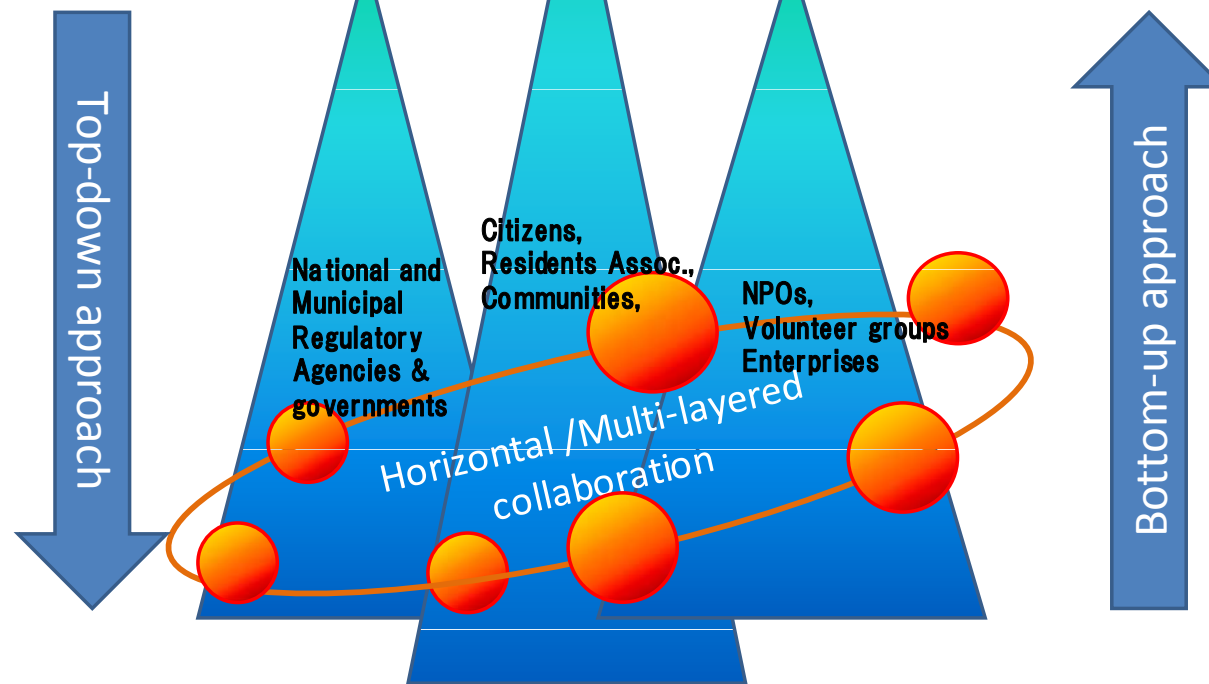 Top-down approach
National and
Municipal
Regulatory
Agencies &
governments
Citizens,
Residents Assoc.,
Communities,
NPOs,
Volunteer groups
Enterprises
Horizontal /Multi-layered
collaboration
Bottom-up approach